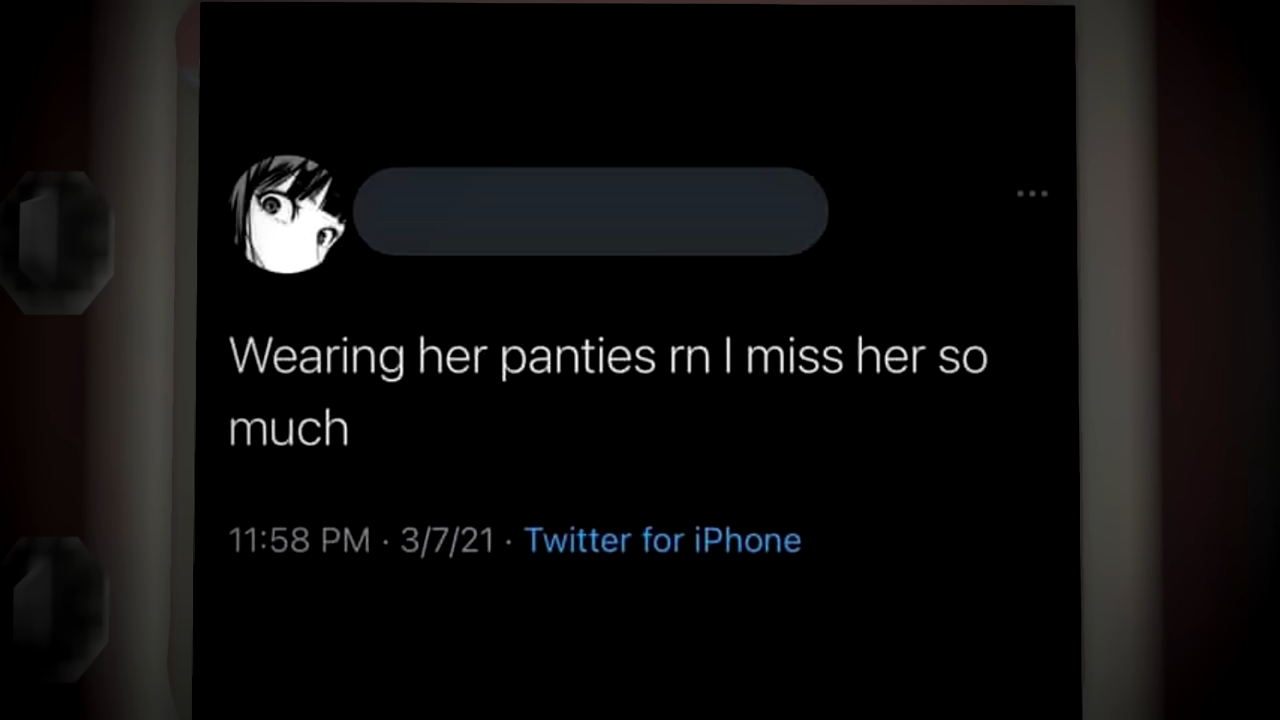 Wearing her panties rn I miss her so
much
11:58 PM · 3/7/21 · Twitter for iPhone